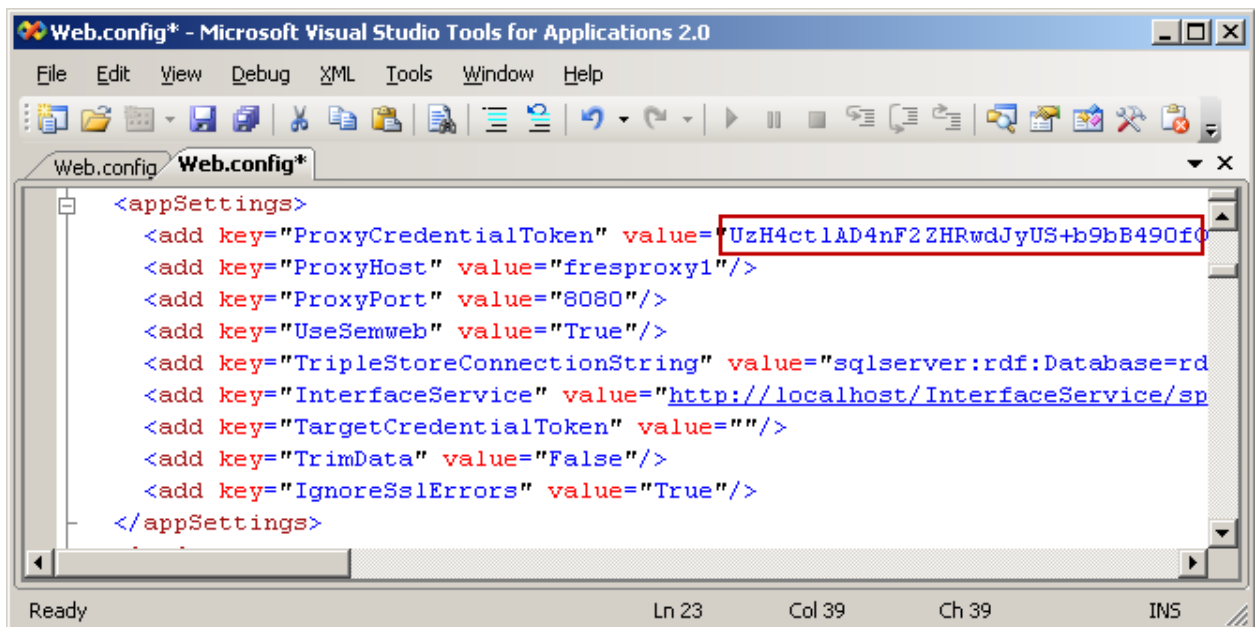 Web.config* - Microsoft Visual Studio Tools for Applications 2.0
File Edit View Debug XML Tools Window Help
Web.config Web.config*
<appSettings>
<add key="ProxyCredentialToken" value="UzH4ctlAD4nF2ZHRwdJyUS+b9bB49OfO
<add key="ProxyHost" value="fresproxy1"/>
<add key="ProxyPort" value="8080"/>
<add key="UseSemweb" value="True"/>
<add key="TripleStoreConnectionString" value="sqlserver:rdf:Database=rd
<add key="InterfaceService" value="http://localhost/InterfaceService/sp
<add key="TargetCredentialToken" value=""/>
<add key="TrimData" value="False"/>
<add key="IgnoreSslErrors" value="True"/>
</appSettings>
Ready Ln 23 Col 39 Ch 39 INS